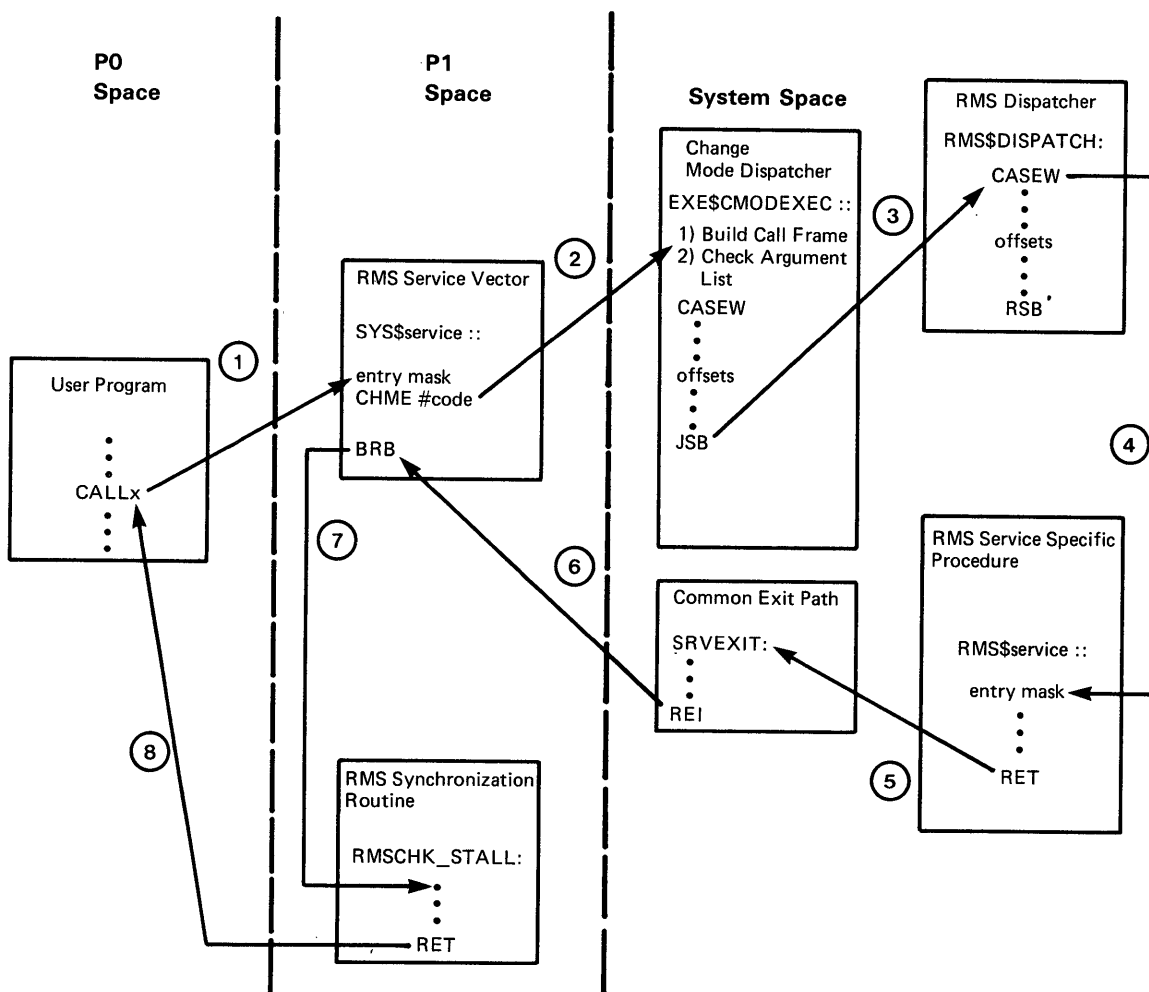 P0
Space
P1
Space
System Space
User Program
CALLx
1
RMS Service Vector
SYS$service ::
entry mask
CHME #code
BRB
2
Change
Mode Dispatcher
EXE$CMODEXEC ::
1) Build Call Frame
2) Check Argument
List
CASEW
offsets
JSB
3
RMS Dispatcher
RMS$DISPATCH:
CASEW
offsets
RSB
4
RMS Service Specific
Procedure
RMS$service ::
entry mask
RET
5
Common Exit Path
SRVEXIT:
REI
6
7
RMS Synchronization
Routine
RMSCHK_STALL:
RET
8